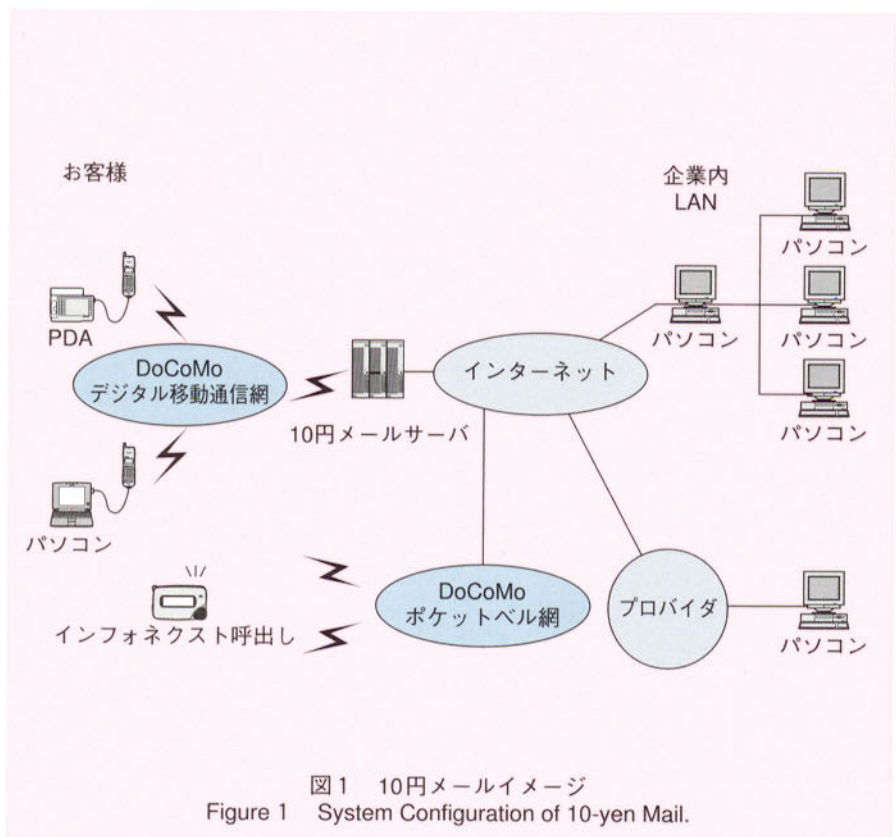 お客様
企業内
LAN
パソコン
PDA
パソコン
パソコン
DoCoMo
デジタル移動通信網
インターネット
10円メールサーバ
パソコン
パソコン
DoCoMo
ポケットベル網
プロバイダ
インフォネクスト呼出し
パソコン
図1 10円メールイメージ
Figure 1 System Configuration of 10-yen Mail.